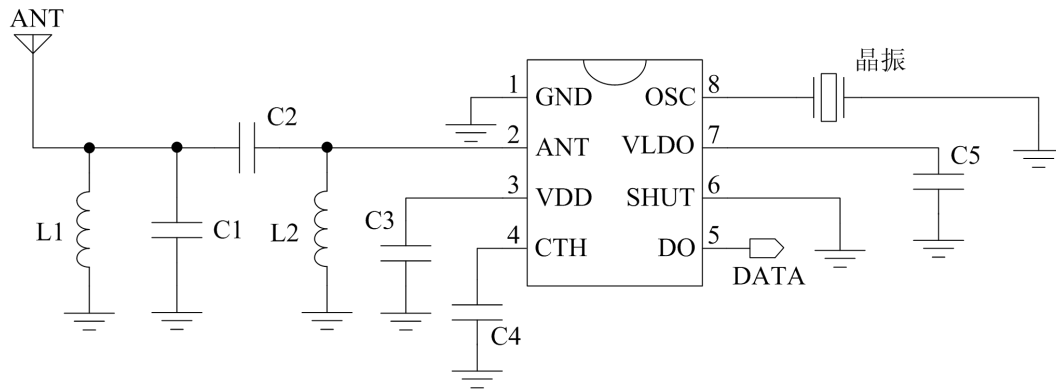 ANT
晶振
1 GND OSC 8
C2
2 ANT VLDO 7
C5
3 VDD SHUT 6
L1 C1 L2 C3
4 CTH DO 5
DATA
C4